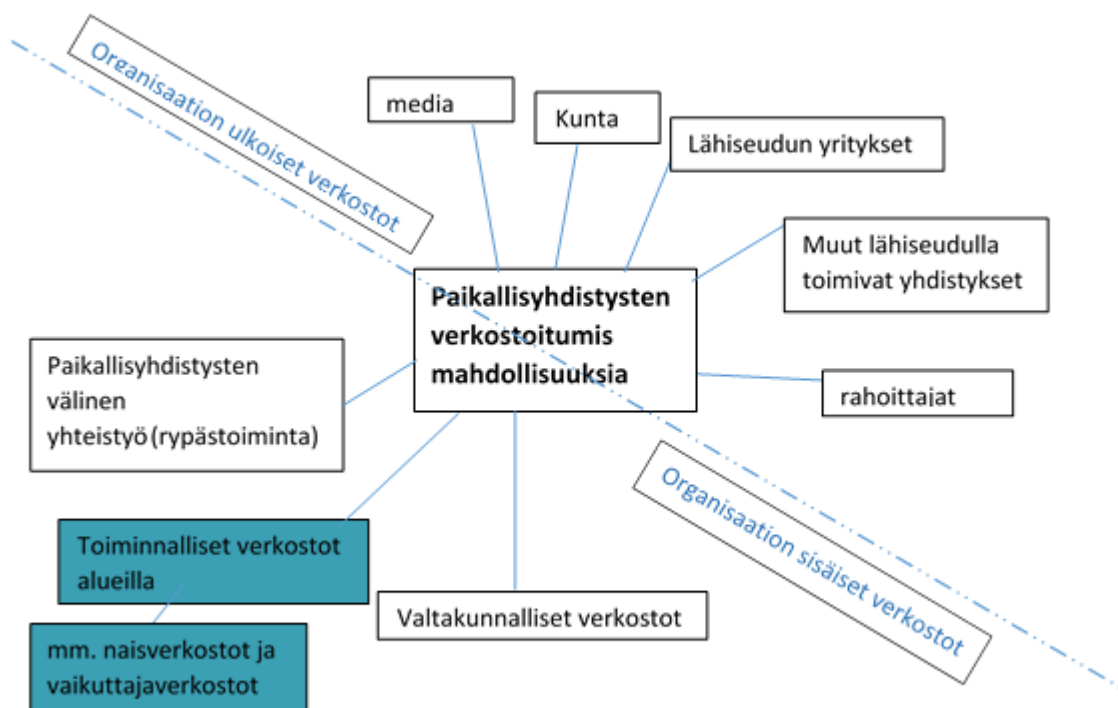 Organisaation ulkoiset verkostot
media
Kunta
Lähiseudun yritykset
Muut lähiseudulla
toimivat yhdistykset
Paikallisyhdistysten
verkostoitumis
mahdollisuuksia
Paikallisyhdistysten
välinen
yhteistyö (rypästoiminta)
rahoittajat
Organisaation sisäiset verkostot
Toiminnalliset verkostot
alueilla
Valtakunnalliset verkostot
mm. naisverkostot ja
vaikuttajaverkostot